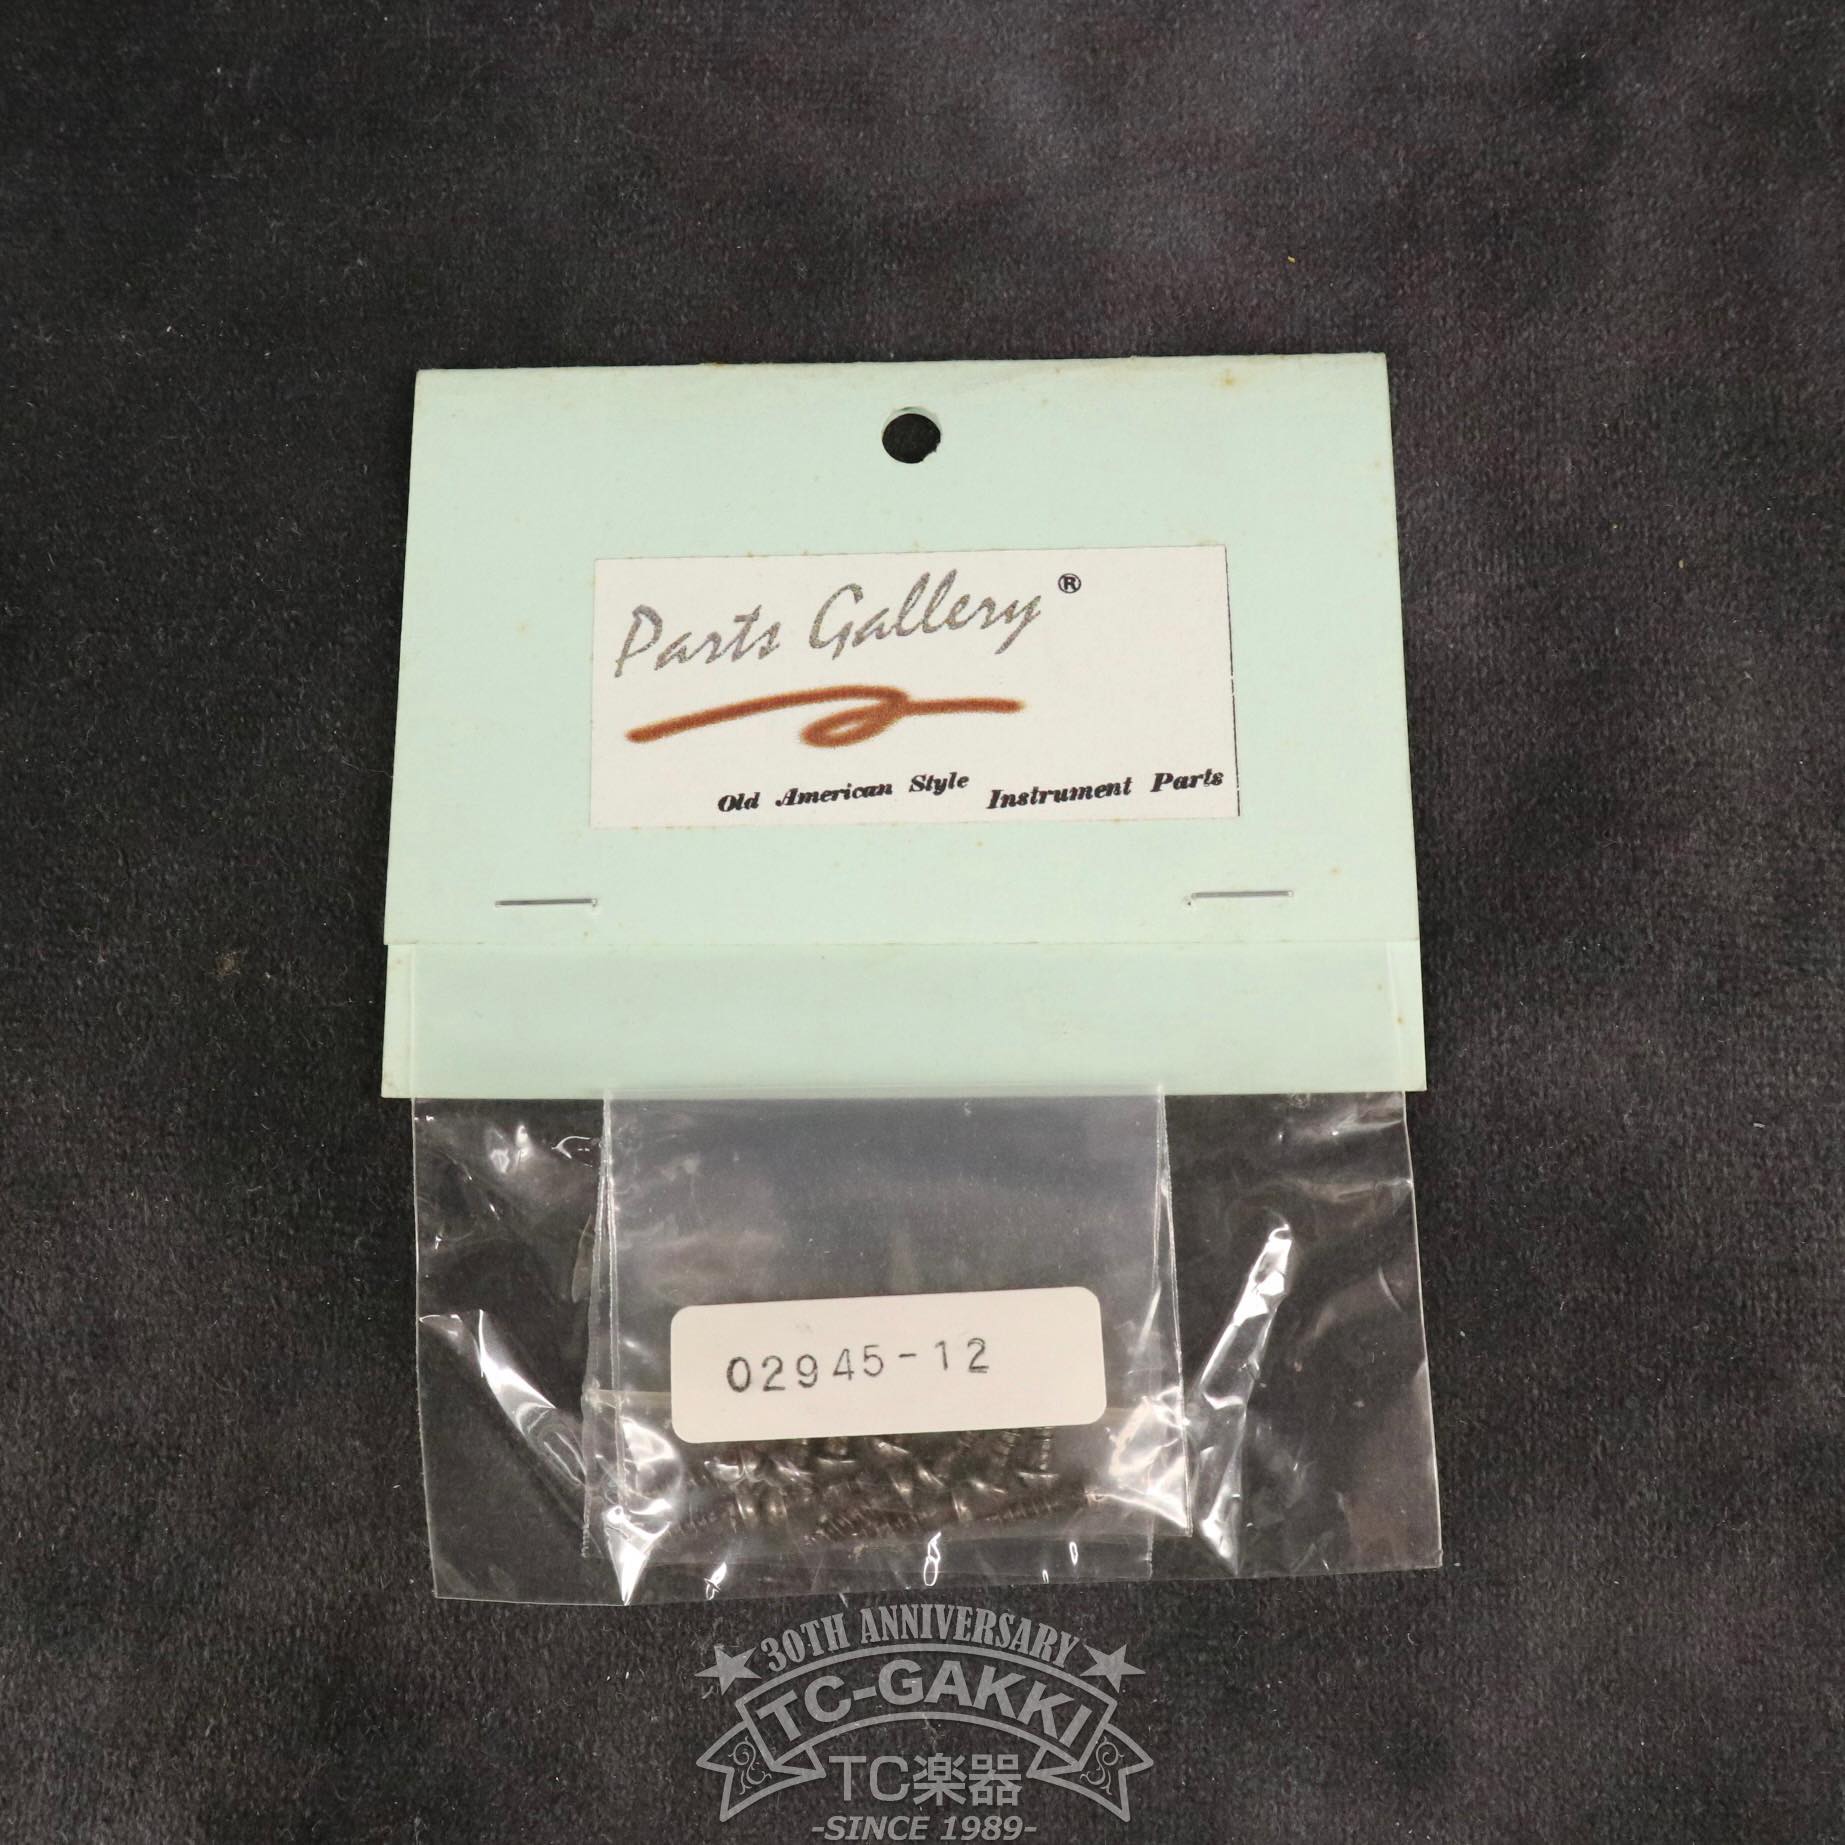 Parts Gallery ®
Old American Style Instrument Parts
02945-12
30TH ANNIVERSARY
TC-GAKKI
TC楽器
-SINCE 1989-